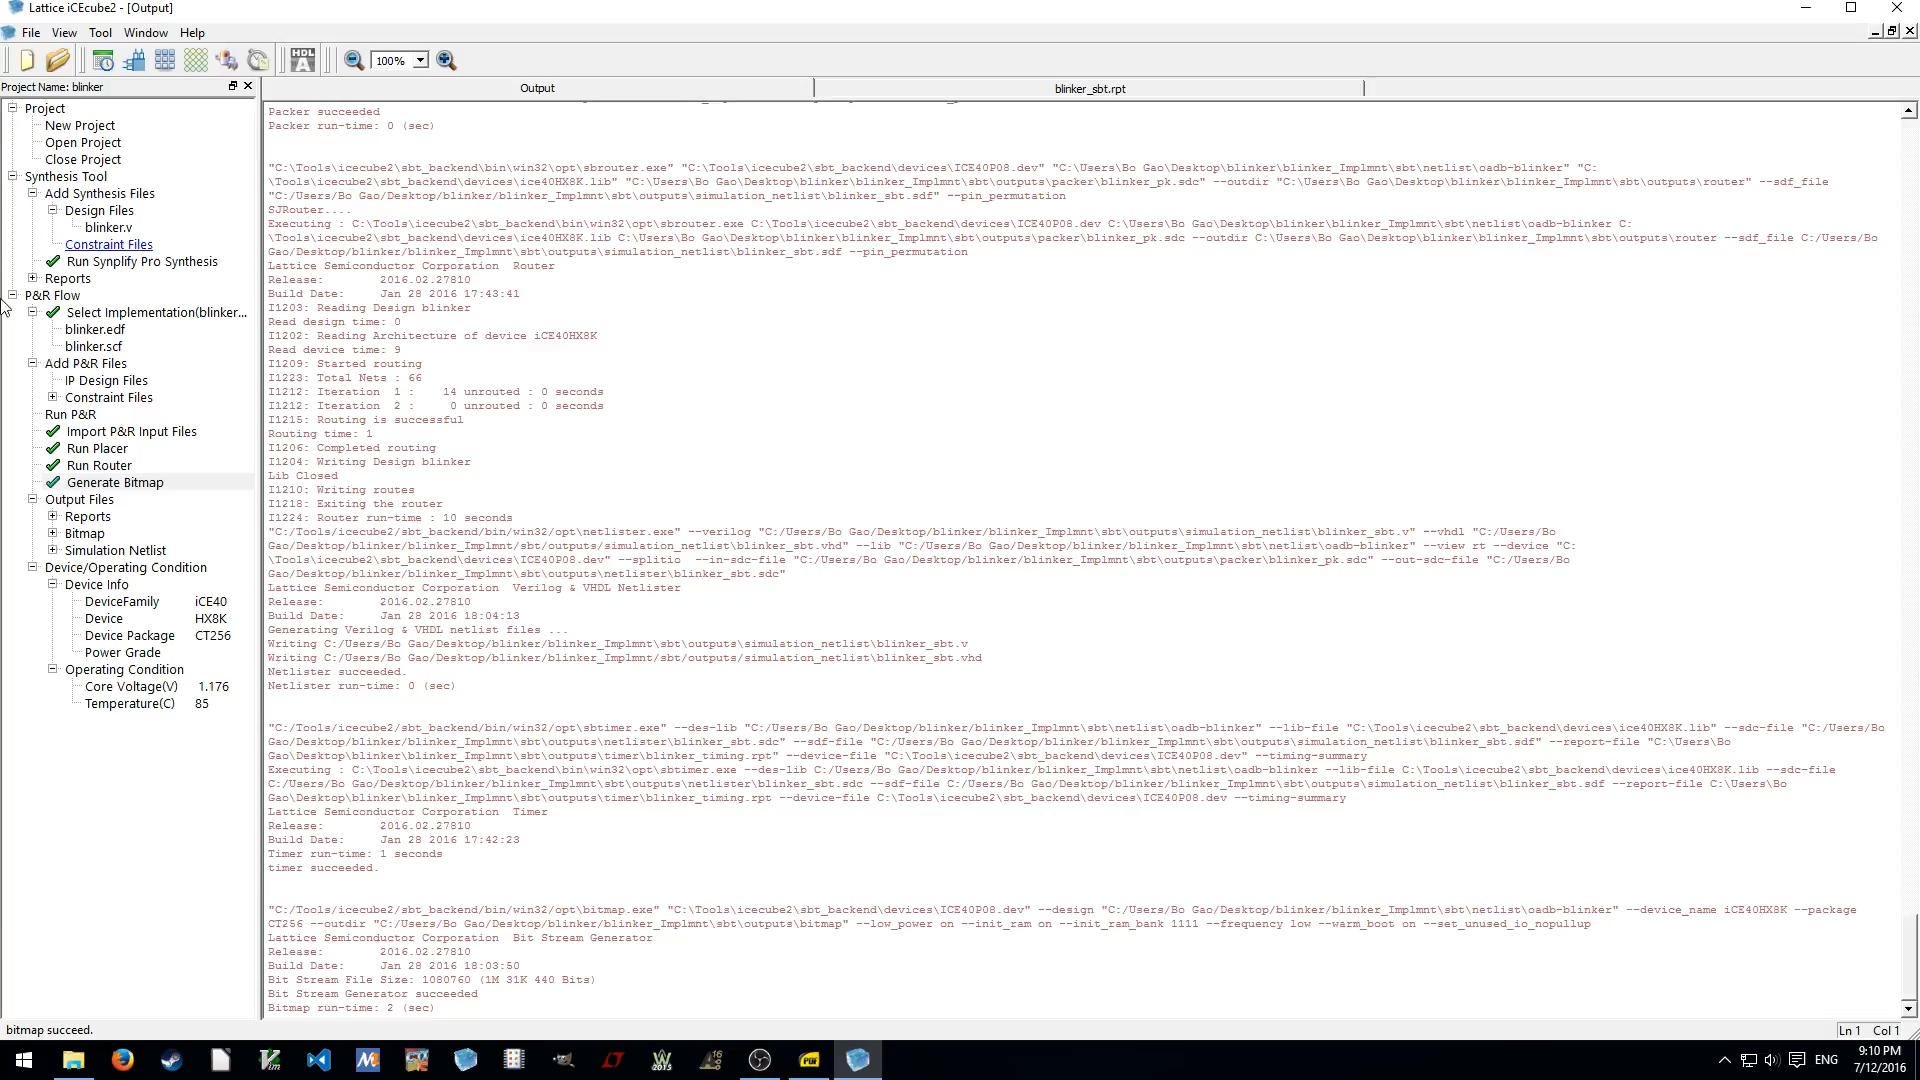 Lattice iCEcube2 - [Output]
File View Tool Window Help
HDL
A
100%
Project Name: blinker
Output
blinker_sbt.rpt
Project
New Project
Open Project
Close Project
Synthesis Tool
Add Synthesis Files
Design Files
blinker.v
Constraint Files
Run Synplify Pro Synthesis
Reports
P&R Flow
Select Implementation(blinker...
blinker.edf
blinker.scf
Add P&R Files
IP Design Files
Constraint Files
Run P&R
Import P&R Input Files
Run Placer
Run Router
Generate Bitmap
Output Files
Reports
Bitmap
Simulation Netlist
Device/Operating Condition
Device Info
DeviceFamily iCE40
Device HX8K
Device Package CT256
Power Grade
Operating Condition
Core Voltage(V) 1.176
Temperature(C) 85
Packer succeeded
Packer run-time: 0 (sec)
"C:\Tools\icecube2\sbt_backend\bin\win32\opt\sbrouter.exe" "C:\Tools\icecube2\sbt_backend\devices\ICE40P08.dev" "C:\Users\Bo Gao\Desktop\blinker\blinker_Implmnt\sbt\netlist\oadb-blinker" "C:
\Tools\icecube2\sbt_backend\devices\ice40HX8K.lib" "C:\Users\Bo Gao\Desktop\blinker\blinker_Implmnt\sbt\outputs\packer\blinker_pk.sdc" --outdir "C:\Users\Bo Gao\Desktop\blinker\blinker_Implmnt\sbt\outputs\router" --sdf_file
"C:/Users/Bo Gao/Desktop/blinker/blinker_Implmnt\sbt\outputs\simulation_netlist\blinker_sbt.sdf" --pin_permutation
SJRouter....
Executing : C:\Tools\icecube2\sbt_backend\bin\win32\opt\sbrouter.exe C:\Tools\icecube2\sbt_backend\devices\ICE40P08.dev C:\Users\Bo Gao\Desktop\blinker\blinker_Implmnt\sbt\netlist\oadb-blinker C:
\Tools\icecube2\sbt_backend\devices\ice40HX8K.lib C:\Users\Bo Gao\Desktop\blinker\blinker_Implmnt\sbt\outputs\packer\blinker_pk.sdc --outdir C:\Users\Bo Gao\Desktop\blinker\blinker_Implmnt\sbt\outputs\router --sdf_file C:/Users/Bo
Gao/Desktop/blinker/blinker_Implmnt\sbt\outputs\simulation_netlist\blinker_sbt.sdf --pin_permutation
Lattice Semiconductor Corporation  Router
Release:        2016.02.27810
Build Date:     Jan 28 2016 17:43:41
I1203: Reading Design blinker
Read design time: 0
I1202: Reading Architecture of device iCE40HX8K
Read device time: 9
I1209: Started routing
I1223: Total Nets : 66
I1212: Iteration  1 :    14 unrouted : 0 seconds
I1212: Iteration  2 :     0 unrouted : 0 seconds
I1215: Routing is successful
Routing time: 1
I1206: Completed routing
I1204: Writing Design blinker
Lib Closed
I1210: Writing routes
I1218: Exiting the router
I1224: Router run-time : 10 seconds
"C:/Tools/icecube2/sbt_backend/bin/win32/opt\netlister.exe" --verilog "C:/Users/Bo Gao/Desktop/blinker/blinker_Implmnt\sbt\outputs\simulation_netlist\blinker_sbt.v" --vhdl "C:/Users/Bo
Gao/Desktop/blinker/blinker_Implmnt/sbt/outputs/simulation_netlist\blinker_sbt.vhd" --lib "C:/Users/Bo Gao/Desktop/blinker/blinker_Implmnt\sbt\netlist\oadb-blinker" --view rt --device "C:
\Tools\icecube2\sbt_backend\devices\ICE40P08.dev" --splitio  --in-sdc-file "C:/Users/Bo Gao/Desktop/blinker/blinker_Implmnt\sbt\outputs\packer\blinker_pk.sdc" --out-sdc-file "C:/Users/Bo
Gao/Desktop/blinker/blinker_Implmnt\sbt\outputs\netlister\blinker_sbt.sdc"
Lattice Semiconductor Corporation  Verilog & VHDL Netlister
Release:        2016.02.27810
Build Date:     Jan 28 2016 18:04:13
Generating Verilog & VHDL netlist files ...
Writing C:/Users/Bo Gao/Desktop/blinker/blinker_Implmnt\sbt\outputs\simulation_netlist\blinker_sbt.v
Writing C:/Users/Bo Gao/Desktop/blinker/blinker_Implmnt/sbt/outputs/simulation_netlist\blinker_sbt.vhd
Netlister succeeded.
Netlister run-time: 0 (sec)
"C:/Tools/icecube2/sbt_backend/bin/win32/opt\sbtimer.exe" --des-lib "C:/Users/Bo Gao/Desktop/blinker/blinker_Implmnt\sbt\netlist\oadb-blinker" --lib-file "C:\Tools\icecube2\sbt_backend\devices\ice40HX8K.lib" --sdc-file "C:/Users/Bo
Gao/Desktop/blinker/blinker_Implmnt\sbt\outputs\netlister\blinker_sbt.sdc" --sdf-file "C:/Users/Bo Gao/Desktop/blinker/blinker_Implmnt\sbt\outputs\simulation_netlist\blinker_sbt.sdf" --report-file "C:\Users\Bo
Gao\Desktop\blinker\blinker_Implmnt\sbt\outputs\timer\blinker_timing.rpt" --device-file "C:\Tools\icecube2\sbt_backend\devices\ICE40P08.dev" --timing-summary
Executing : C:\Tools\icecube2\sbt_backend\bin\win32\opt\sbtimer.exe --des-lib C:/Users/Bo Gao/Desktop/blinker/blinker_Implmnt\sbt\netlist\oadb-blinker --lib-file C:\Tools\icecube2\sbt_backend\devices\ice40HX8K.lib --sdc-file
C:/Users/Bo Gao/Desktop/blinker/blinker_Implmnt\sbt\outputs\netlister\blinker_sbt.sdc --sdf-file C:/Users/Bo Gao/Desktop/blinker/blinker_Implmnt\sbt\outputs\simulation_netlist\blinker_sbt.sdf --report-file C:\Users\Bo
Gao\Desktop\blinker\blinker_Implmnt\sbt\outputs\timer\blinker_timing.rpt --device-file C:\Tools\icecube2\sbt_backend\devices\ICE40P08.dev --timing-summary
Lattice Semiconductor Corporation  Timer
Release:        2016.02.27810
Build Date:     Jan 28 2016 17:42:23
Timer run-time: 1 seconds
timer succeeded.
"C:/Tools/icecube2/sbt_backend/bin/win32/opt\bitmap.exe" "C:\Tools\icecube2\sbt_backend\devices\ICE40P08.dev" --design "C:/Users/Bo Gao/Desktop/blinker/blinker_Implmnt\sbt\netlist\oadb-blinker" --device_name iCE40HX8K --package
CT256 --outdir "C:/Users/Bo Gao/Desktop/blinker/blinker_Implmnt\sbt\outputs\bitmap" --low_power on --init_ram on --init_ram_bank 1111 --frequency low --warm_boot on --set_unused_io_nopullup
Lattice Semiconductor Corporation  Bit Stream Generator
Release:        2016.02.27810
Build Date:     Jan 28 2016 18:03:50
Bit Stream File Size: 1080760 (1M 31K 440 Bits)
Bit Stream Generator succeeded
Bitmap run-time: 2 (sec)
bitmap succeed.
Ln 1 Col 1
ENG
9:10 PM
7/12/2016